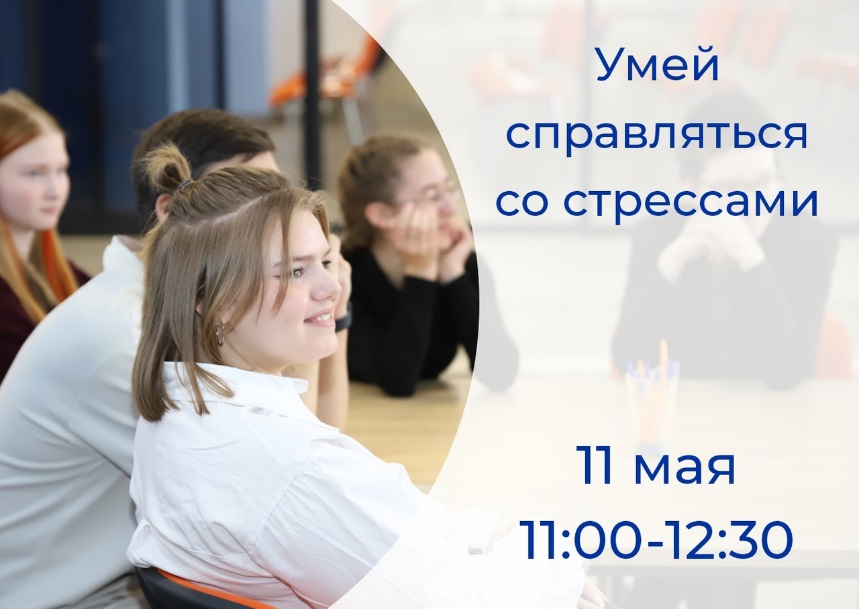 Умей
справляться
со стрессами
11 мая
11:00-12:30